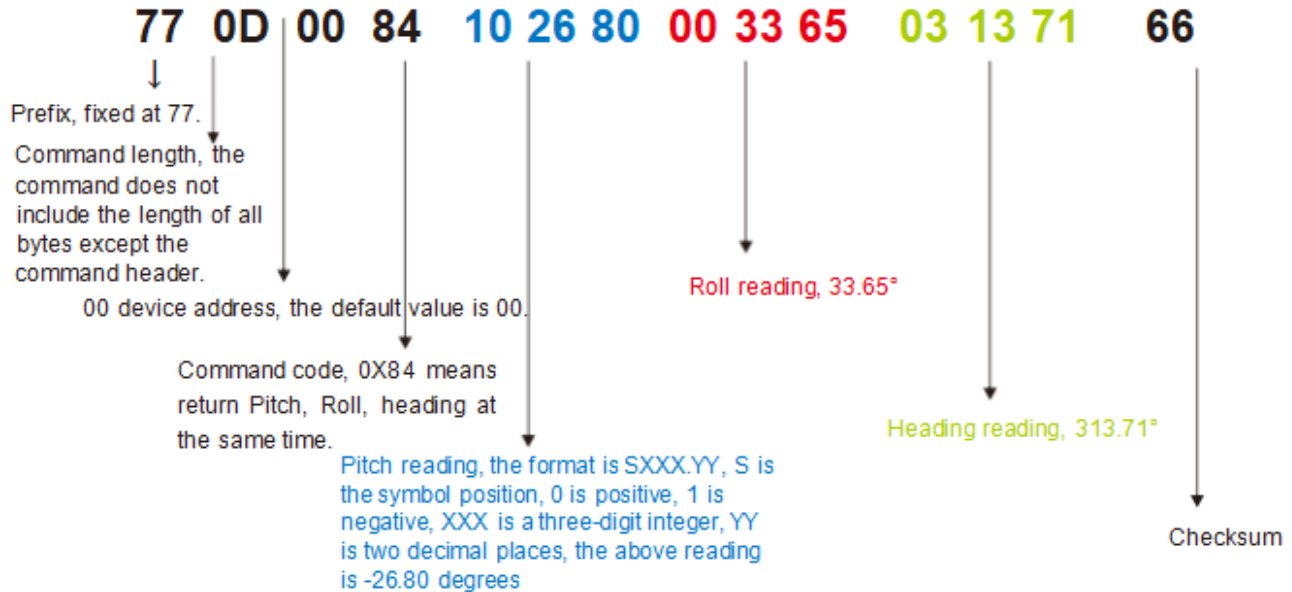 77 0D 00 84 10 26 80 00 33 65 03 13 71 66
Prefix, fixed at 77.
Command length, the
command does not
include the length of all
bytes except the
command header.
00 device address, the default value is 00.
Command code, 0X84 means
return Pitch, Roll, heading at
the same time.
Pitch reading, the format is SXXX.YY, S is
the symbol position, 0 is positive, 1 is
negative, XXX is a three-digit integer, YY
is two decimal places, the above reading
is -26.80 degrees
Roll reading, 33.65°
Heading reading, 313.71°
Checksum